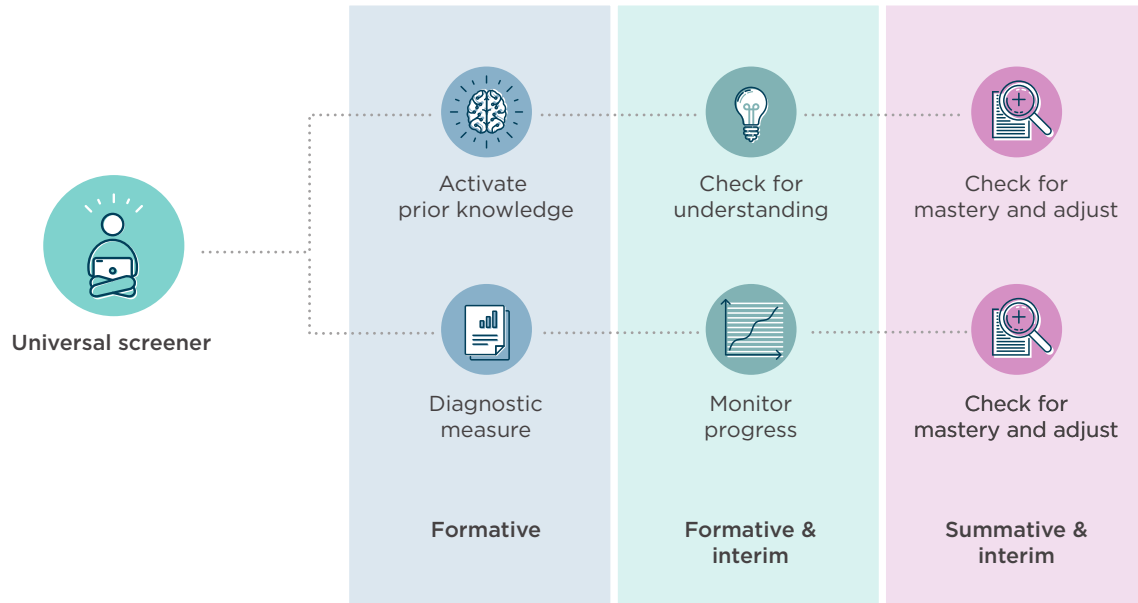 Universal screener
Activate
prior knowledge
Check for
understanding
Check for
mastery and adjust
Diagnostic
measure
Monitor
progress
Check for
mastery and adjust
Formative
Formative &
interim
Summative &
interim